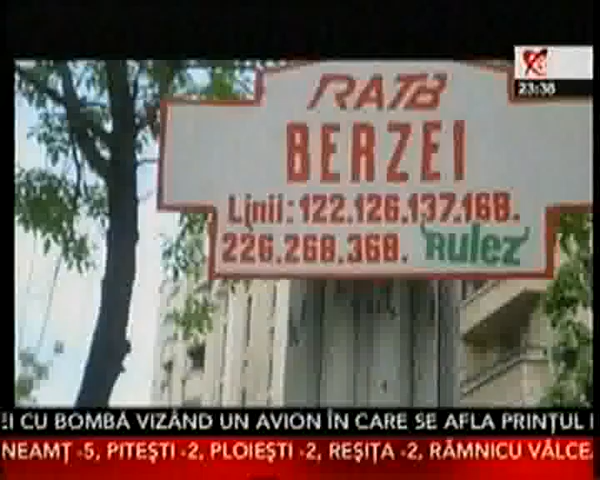 23:38
RATB
BERZEI
Linii: 122.126.137.168.
226.268.368. Rulez
EI CU BOMBĂ VIZÂND UN AVION ÎN CARE SE AFLA PRINȚUL
NEAMȚ -5, PITEȘTI -2, PLOIEȘTI -2, REȘIȚA -2, RÂMNICU VÂLCEA